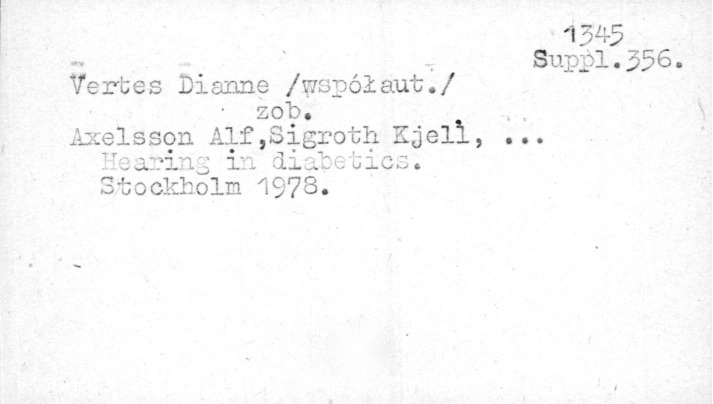 1345
Suppl.356.
Vertes Dianne /współaut./
zob.
Axelsson Alf,Sigroth Kjell, ...
Hearing in diabetics.
Stockholm 1978.